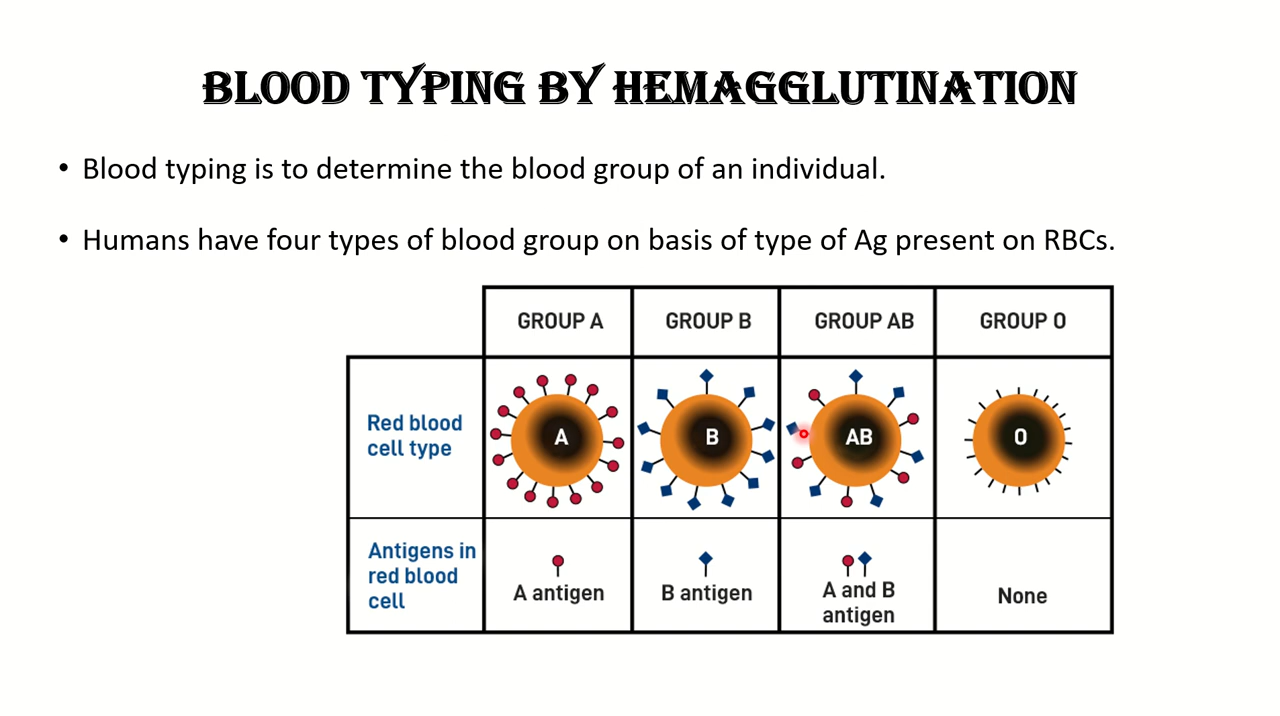 BLOOD TYPING BY HEMAGGLUTINATION
• Blood typing is to determine the blood group of an individual.
• Humans have four types of blood group on basis of type of Ag present on RBCs.
GROUP A GROUP B GROUP AB GROUP O
Red blood
cell type
A B AB O
Antigens in
red blood
cell
A antigen
B antigen
A and B
antigen
None